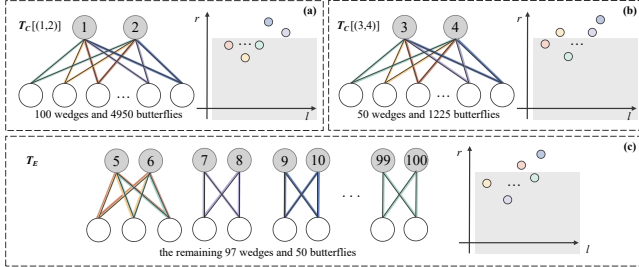 (a)
T_C[(1,2)]
1 2
r
...
...
l
100 wedges and 4950 butterflies
(b)
T_C[(3,4)]
3 4
r
...
...
l
50 wedges and 1225 butterflies
(c)
T_E
5 6 7 8 9 10 99 100
r
...
. . .
l
the remaining 97 wedges and 50 butterflies